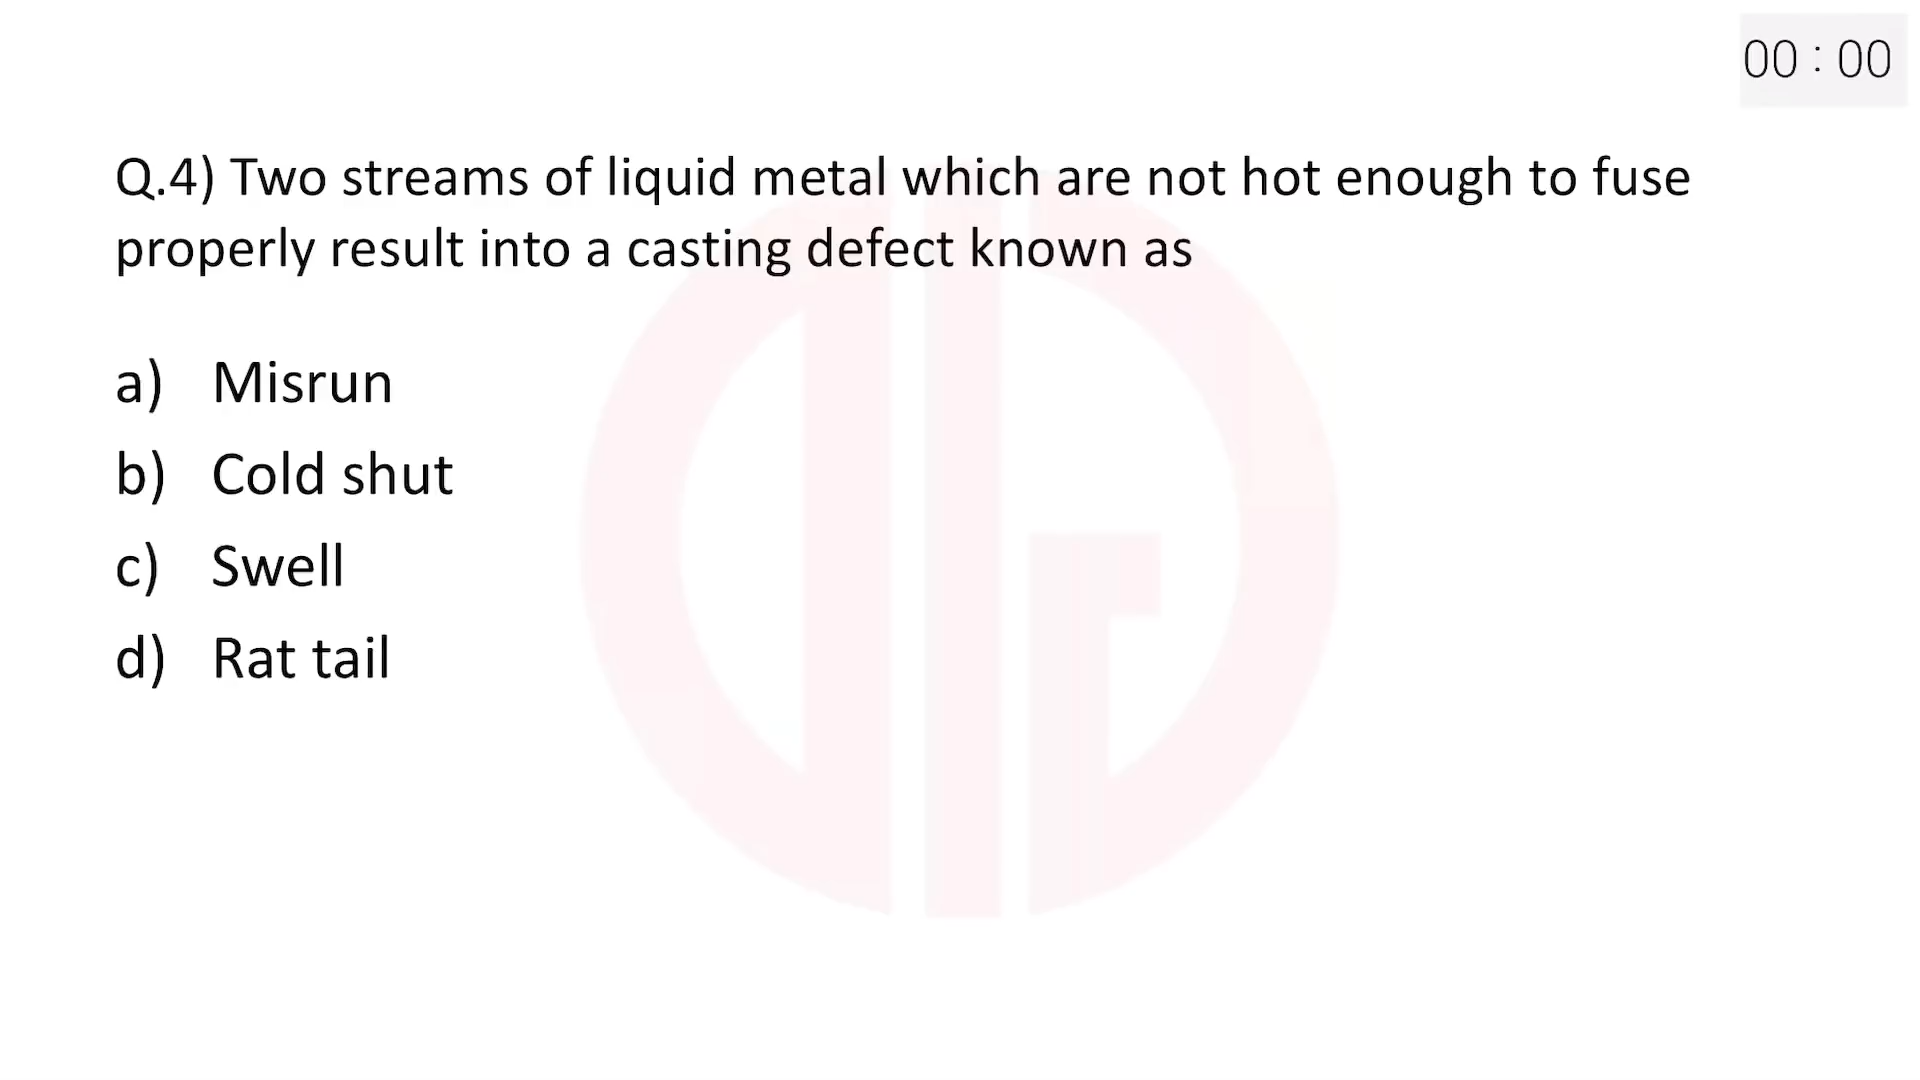 00 : 00
Q.4) Two streams of liquid metal which are not hot enough to fuse
properly result into a casting defect known as
a) Misrun
b) Cold shut
c) Swell
d) Rat tail